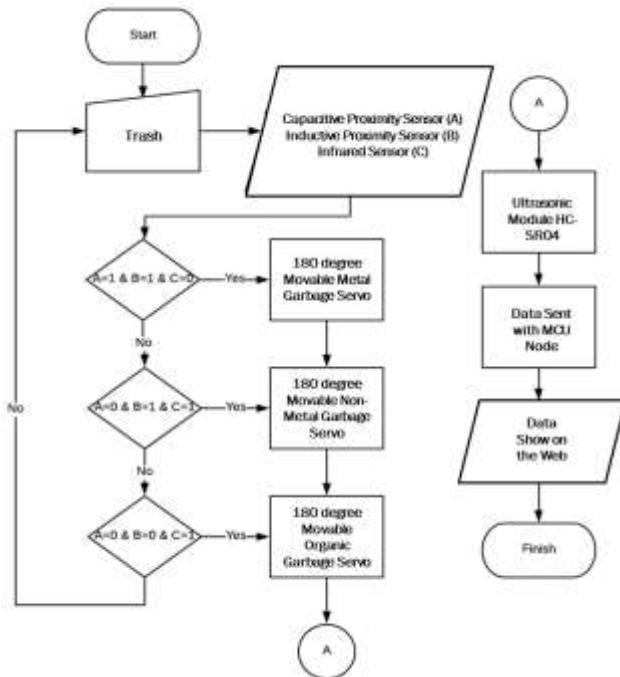 Start
Trash
Capacitive Proximity Sensor (A)
Inductive Proximity Sensor (B)
Infrared Sensor (C)
A=1 & B=1 & C=0
Yes
180 degree
Movable Metal
Garbage Servo
No
A=0 & B=1 & C=1
Yes
180 degree
Movable Non-
Metal Garbage
Servo
No
No
A=0 & B=0 & C=1
Yes
180 degree
Movable
Organic
Garbage Servo
A
A
Ultrasonic
Module HC-
SR04
Data Sent
with MCU
Node
Data
Show on
the Web
Finish